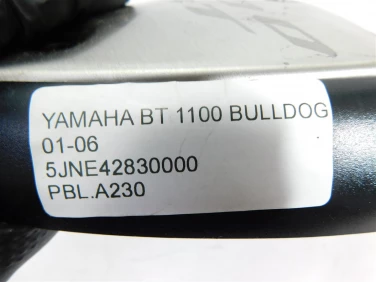 YAMAHA BT 1100 BULLDOG
01-06
5JNE42830000
PBL.A230